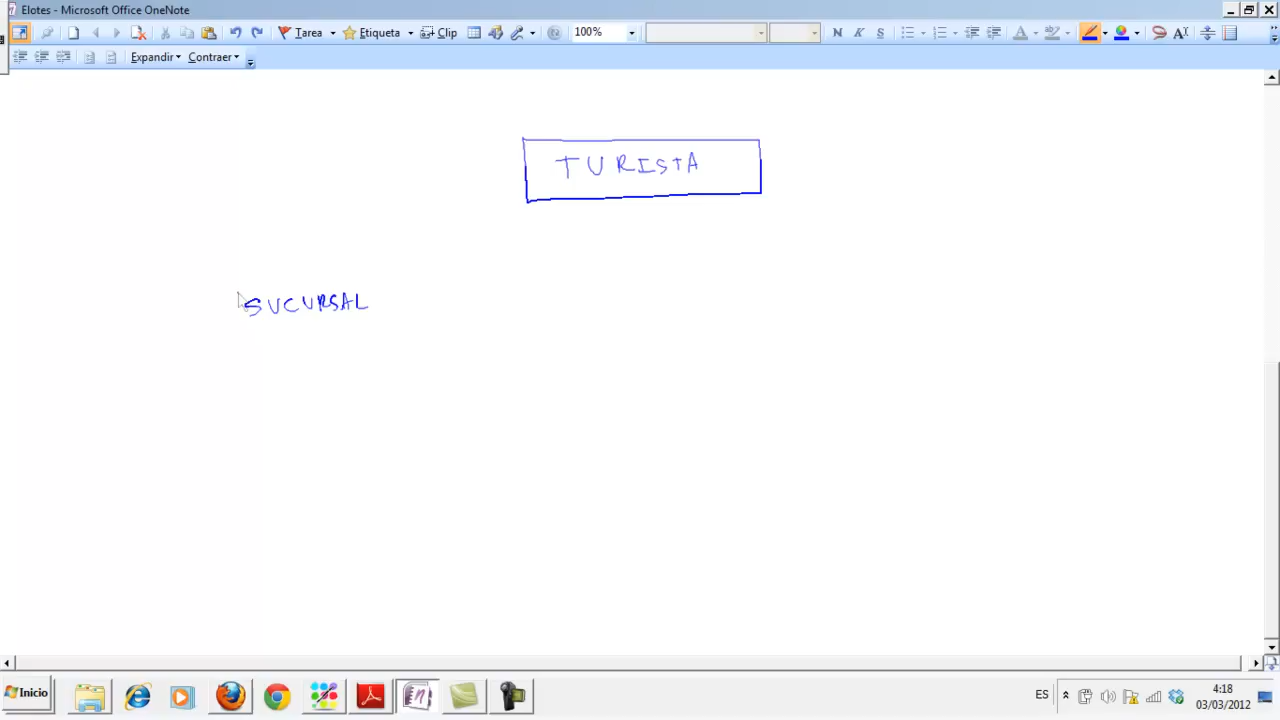 Elotes - Microsoft Office OneNote
Tarea Etiqueta Clip 100% N K S
Expandir Contraer
TURISTA
SUCURSAL
Inicio ES 4:18
03/03/2012